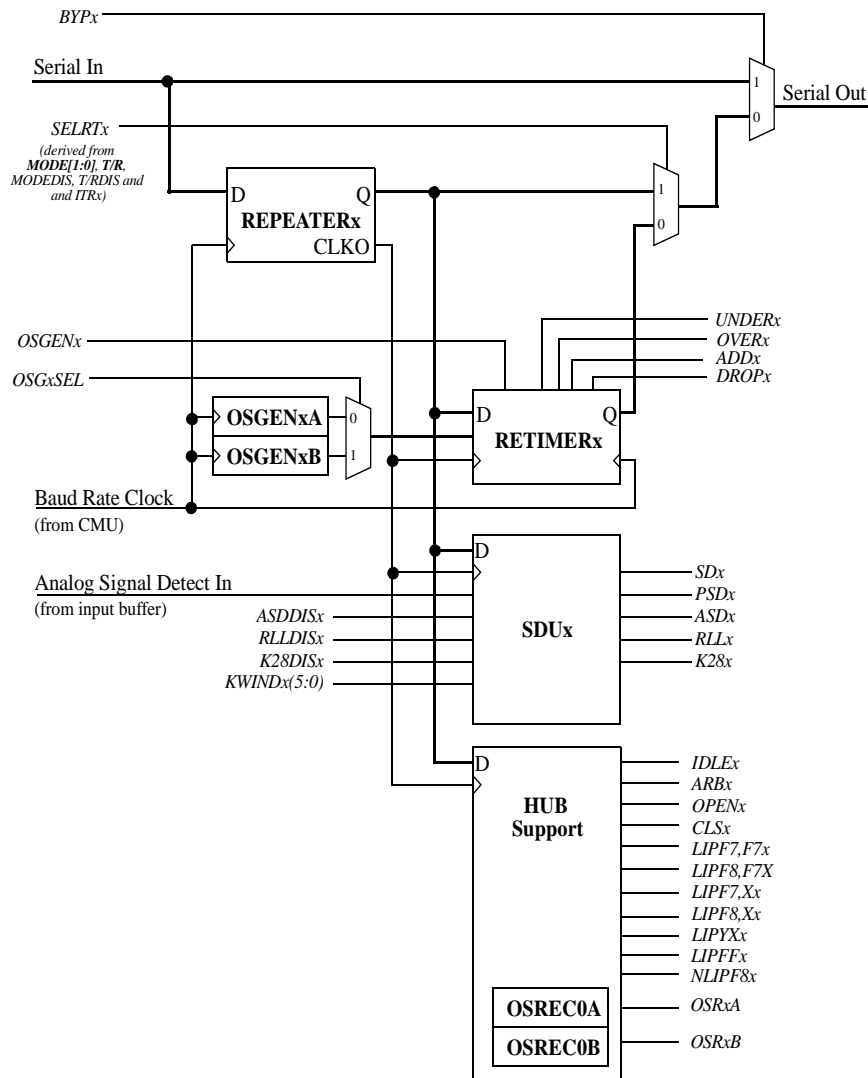 BYPx
Serial In
1
Serial Out
0
SELRTx
(derived from
MODE[1:0], T/R,
MODEDIS, T/RDIS and
and ITRx)
D
Q
REPEATERx
CLKO
1
0
UNDERx
OVERx
ADDx
DROPx
OSGENx
OSGxSEL
OSGENxA
0
OSGENxB
1
D
Q
RETIMERx
Baud Rate Clock
(from CMU)
Analog Signal Detect In
(from input buffer)
ASDDISx
RLLDISx
K28DISx
KWINDx(5:0)
D
SDUx
SDx
PSDx
ASDx
RLLx
K28x
D
HUB
Support
IDLEx
ARBx
OPENx
CLSx
LIPF7,F7x
LIPF8,F7X
LIPF7,Xx
LIPF8,Xx
LIPYXx
LIPFFx
NLIPF8x
OSREC0A
OSREC0B
OSRxA
OSRxB